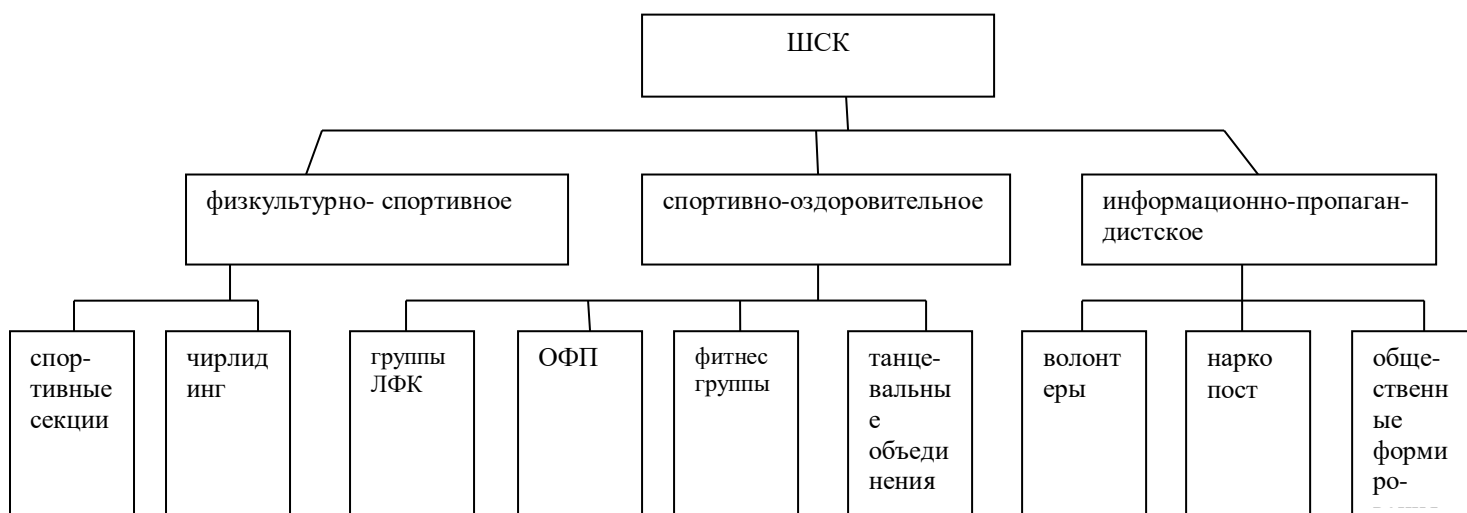 ШСК
физкультурно- спортивное
спортивно-оздоровительное
информационно-пропаган-
дистское
спор-
тивные
секции
чирлид
инг
группы
ЛФК
ОФП
фитнес
группы
танце-
вальны
е
объеди
нения
волонт
еры
нарко
пост
обще-
ственн
ые
форми
ро-